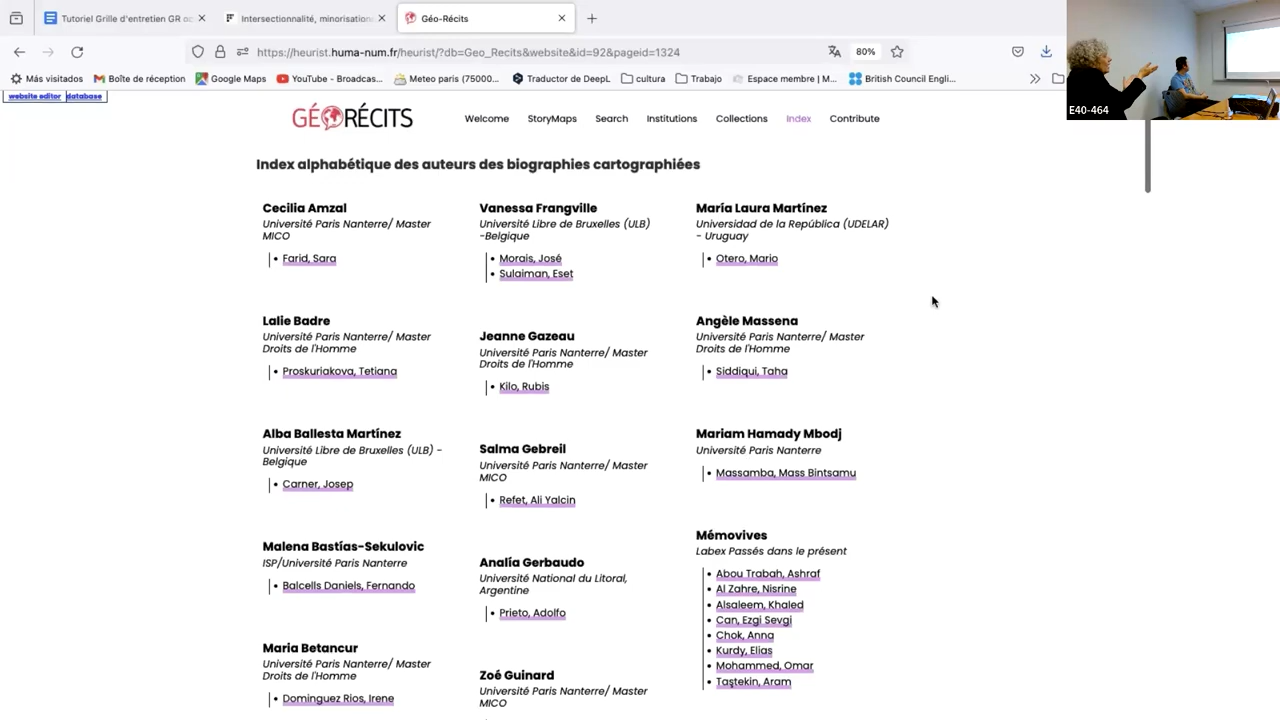 Tutoriel Grille d'entretien GR oc
Intersectionnalité, minorisation
Géo-Récits
https://heurist.huma-num.fr/heurist/?db=Geo_Recits&website&id=92&pageid=1324
80%
Más visitados
Boîte de réception
Google Maps
YouTube - Broadcas...
Meteo paris (75000...
Traductor de DeepL
cultura
Trabajo
Espace membre | M...
British Council Engli...
E40-464
website editor
database
GÉORÉCITS
Welcome
StoryMaps
Search
Institutions
Collections
Index
Contribute
Index alphabétique des auteurs des biographies cartographiées
Cecilia Amzal
Université Paris Nanterre/ Master
MICO
• Farid, Sara
Lalie Badre
Université Paris Nanterre/ Master
Droits de l'Homme
• Proskuriakova, Tetiana
Alba Ballesta Martínez
Université Libre de Bruxelles (ULB) -
Belgique
• Carner, Josep
Malena Bastías-Sekulovic
ISP/Université Paris Nanterre
• Balcells Daniels, Fernando
Maria Betancur
Université Paris Nanterre/ Master
Droits de l'Homme
• Dominguez Rios, Irene
Vanessa Frangville
Université Libre de Bruxelles (ULB)
-Belgique
• Morais, José
• Sulaiman, Eset
Jeanne Gazeau
Université Paris Nanterre/ Master
Droits de l'Homme
• Kilo, Rubis
Salma Gebreil
Université Paris Nanterre/ Master
MICO
• Refet, Ali Yalcin
Analía Gerbaudo
Université National du Litoral,
Argentine
• Prieto, Adolfo
Zoé Guinard
Université Paris Nanterre/ Master
MICO
María Laura Martínez
Universidad de la República (UDELAR)
- Uruguay
• Otero, Mario
Angèle Massena
Université Paris Nanterre/ Master
Droits de l'Homme
• Siddiqui, Taha
Mariam Hamady Mbodj
Université Paris Nanterre
• Massamba, Mass Bintsamu
Mémovives
Labex Passés dans le présent
• Abou Trabah, Ashraf
• Al Zahre, Nisrine
• Alsaleem, Khaled
• Can, Ezgi Sevgi
• Chok, Anna
• Kurdy, Elias
• Mohammed, Omar
• Taştekin, Aram